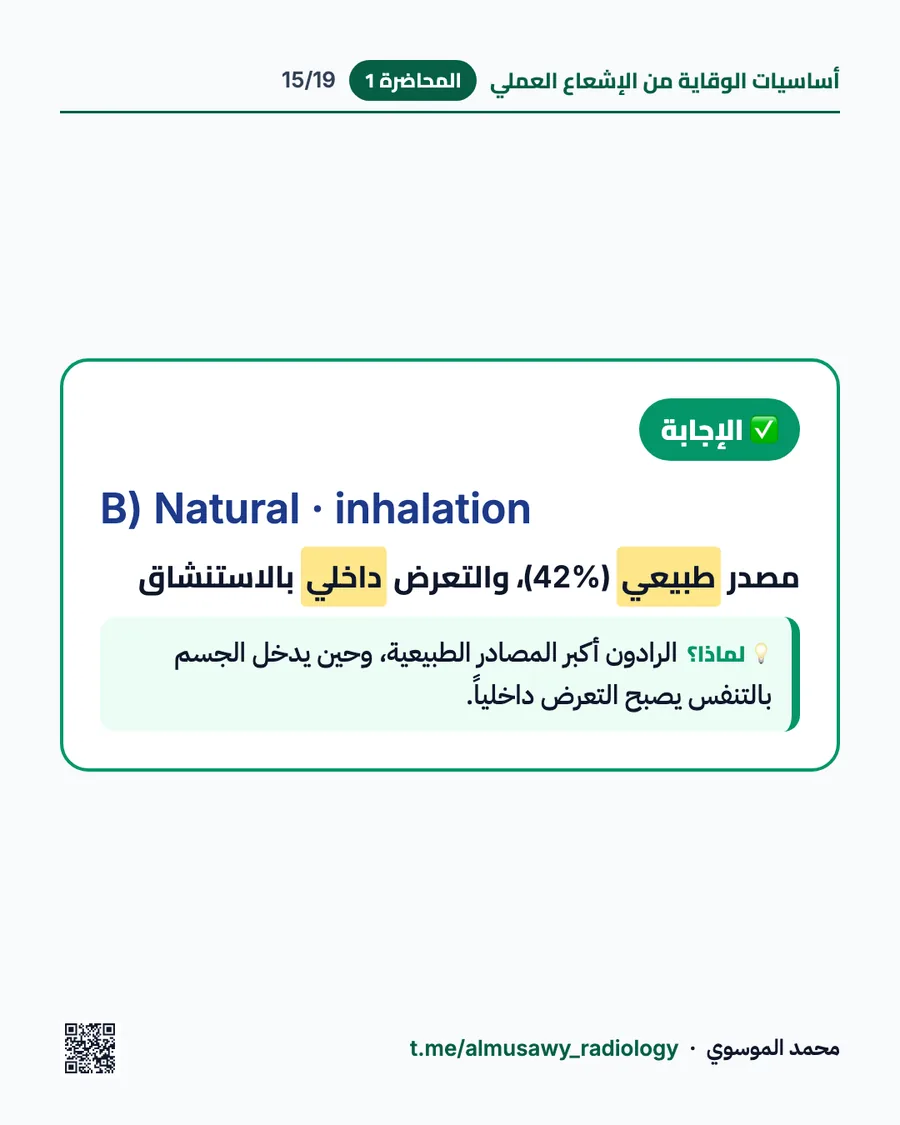 أساسيات الوقاية من الإشعاع العملي المحاضرة 1 15/19
✅ الإجابة
B) Natural · inhalation
مصدر طبيعي (42%)، والتعرض داخلي بالاستنشاق
💡 لماذا؟ الرادون أكبر المصادر الطبيعية، وحين يدخل الجسم
بالتنفس يصبح التعرض داخلياً.
محمد الموسوي · t.me/almusawy_radiology